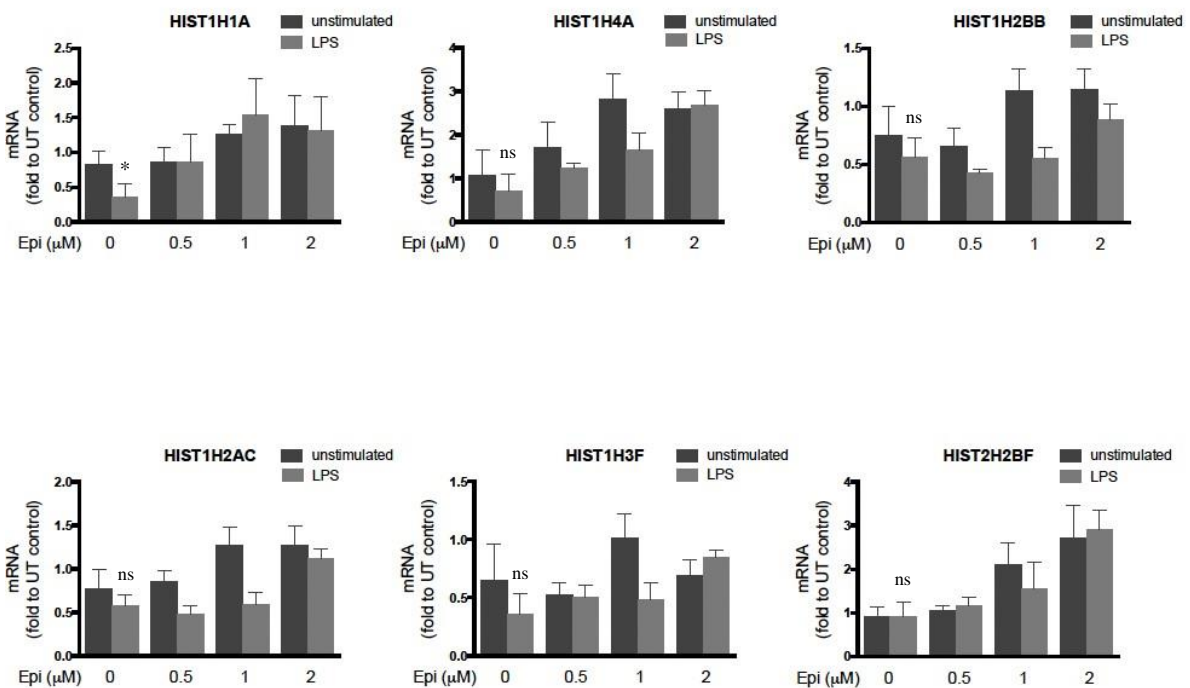 HIST1H1A
unstimulated
LPS
mRNA
(fold to UT control)
2.5
2.0
1.5
1.0
0.5
0.0
*
Epi (µM) 0 0.5 1 2
HIST1H4A
unstimulated
LPS
mRNA
(fold to UT control)
4
3
2
1
0
ns
Epi (µM) 0 0.5 1 2
HIST1H2BB
unstimulated
LPS
mRNA
(fold to UT control)
1.5
1.0
0.5
0.0
ns
Epi (µM) 0 0.5 1 2
HIST1H2AC
unstimulated
LPS
mRNA
(fold to UT control)
2.0
1.5
1.0
0.5
0.0
ns
Epi (µM) 0 0.5 1 2
HIST1H3F
unstimulated
LPS
mRNA
(fold to UT control)
1.5
1.0
0.5
0.0
ns
Epi (µM) 0 0.5 1 2
HIST2H2BF
unstimulated
LPS
mRNA
(fold to UT control)
4
3
2
1
0
ns
Epi (µM) 0 0.5 1 2